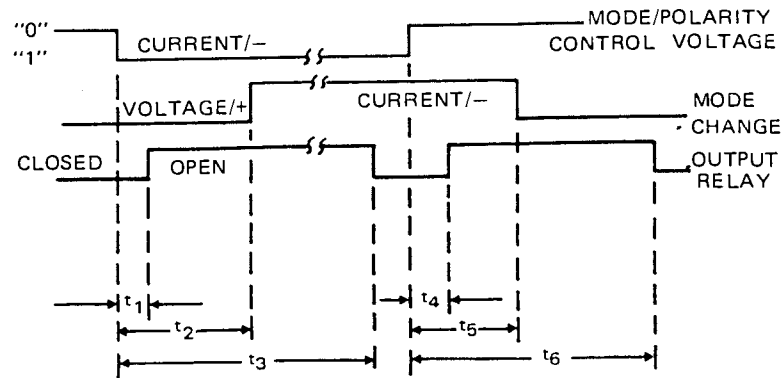 "0"
"1"
CURRENT/−
MODE/POLARITY
CONTROL VOLTAGE
VOLTAGE/+
CURRENT/−
MODE
CHANGE
CLOSED
OPEN
OUTPUT
RELAY
t1
t4
t2
t5
t3
t6